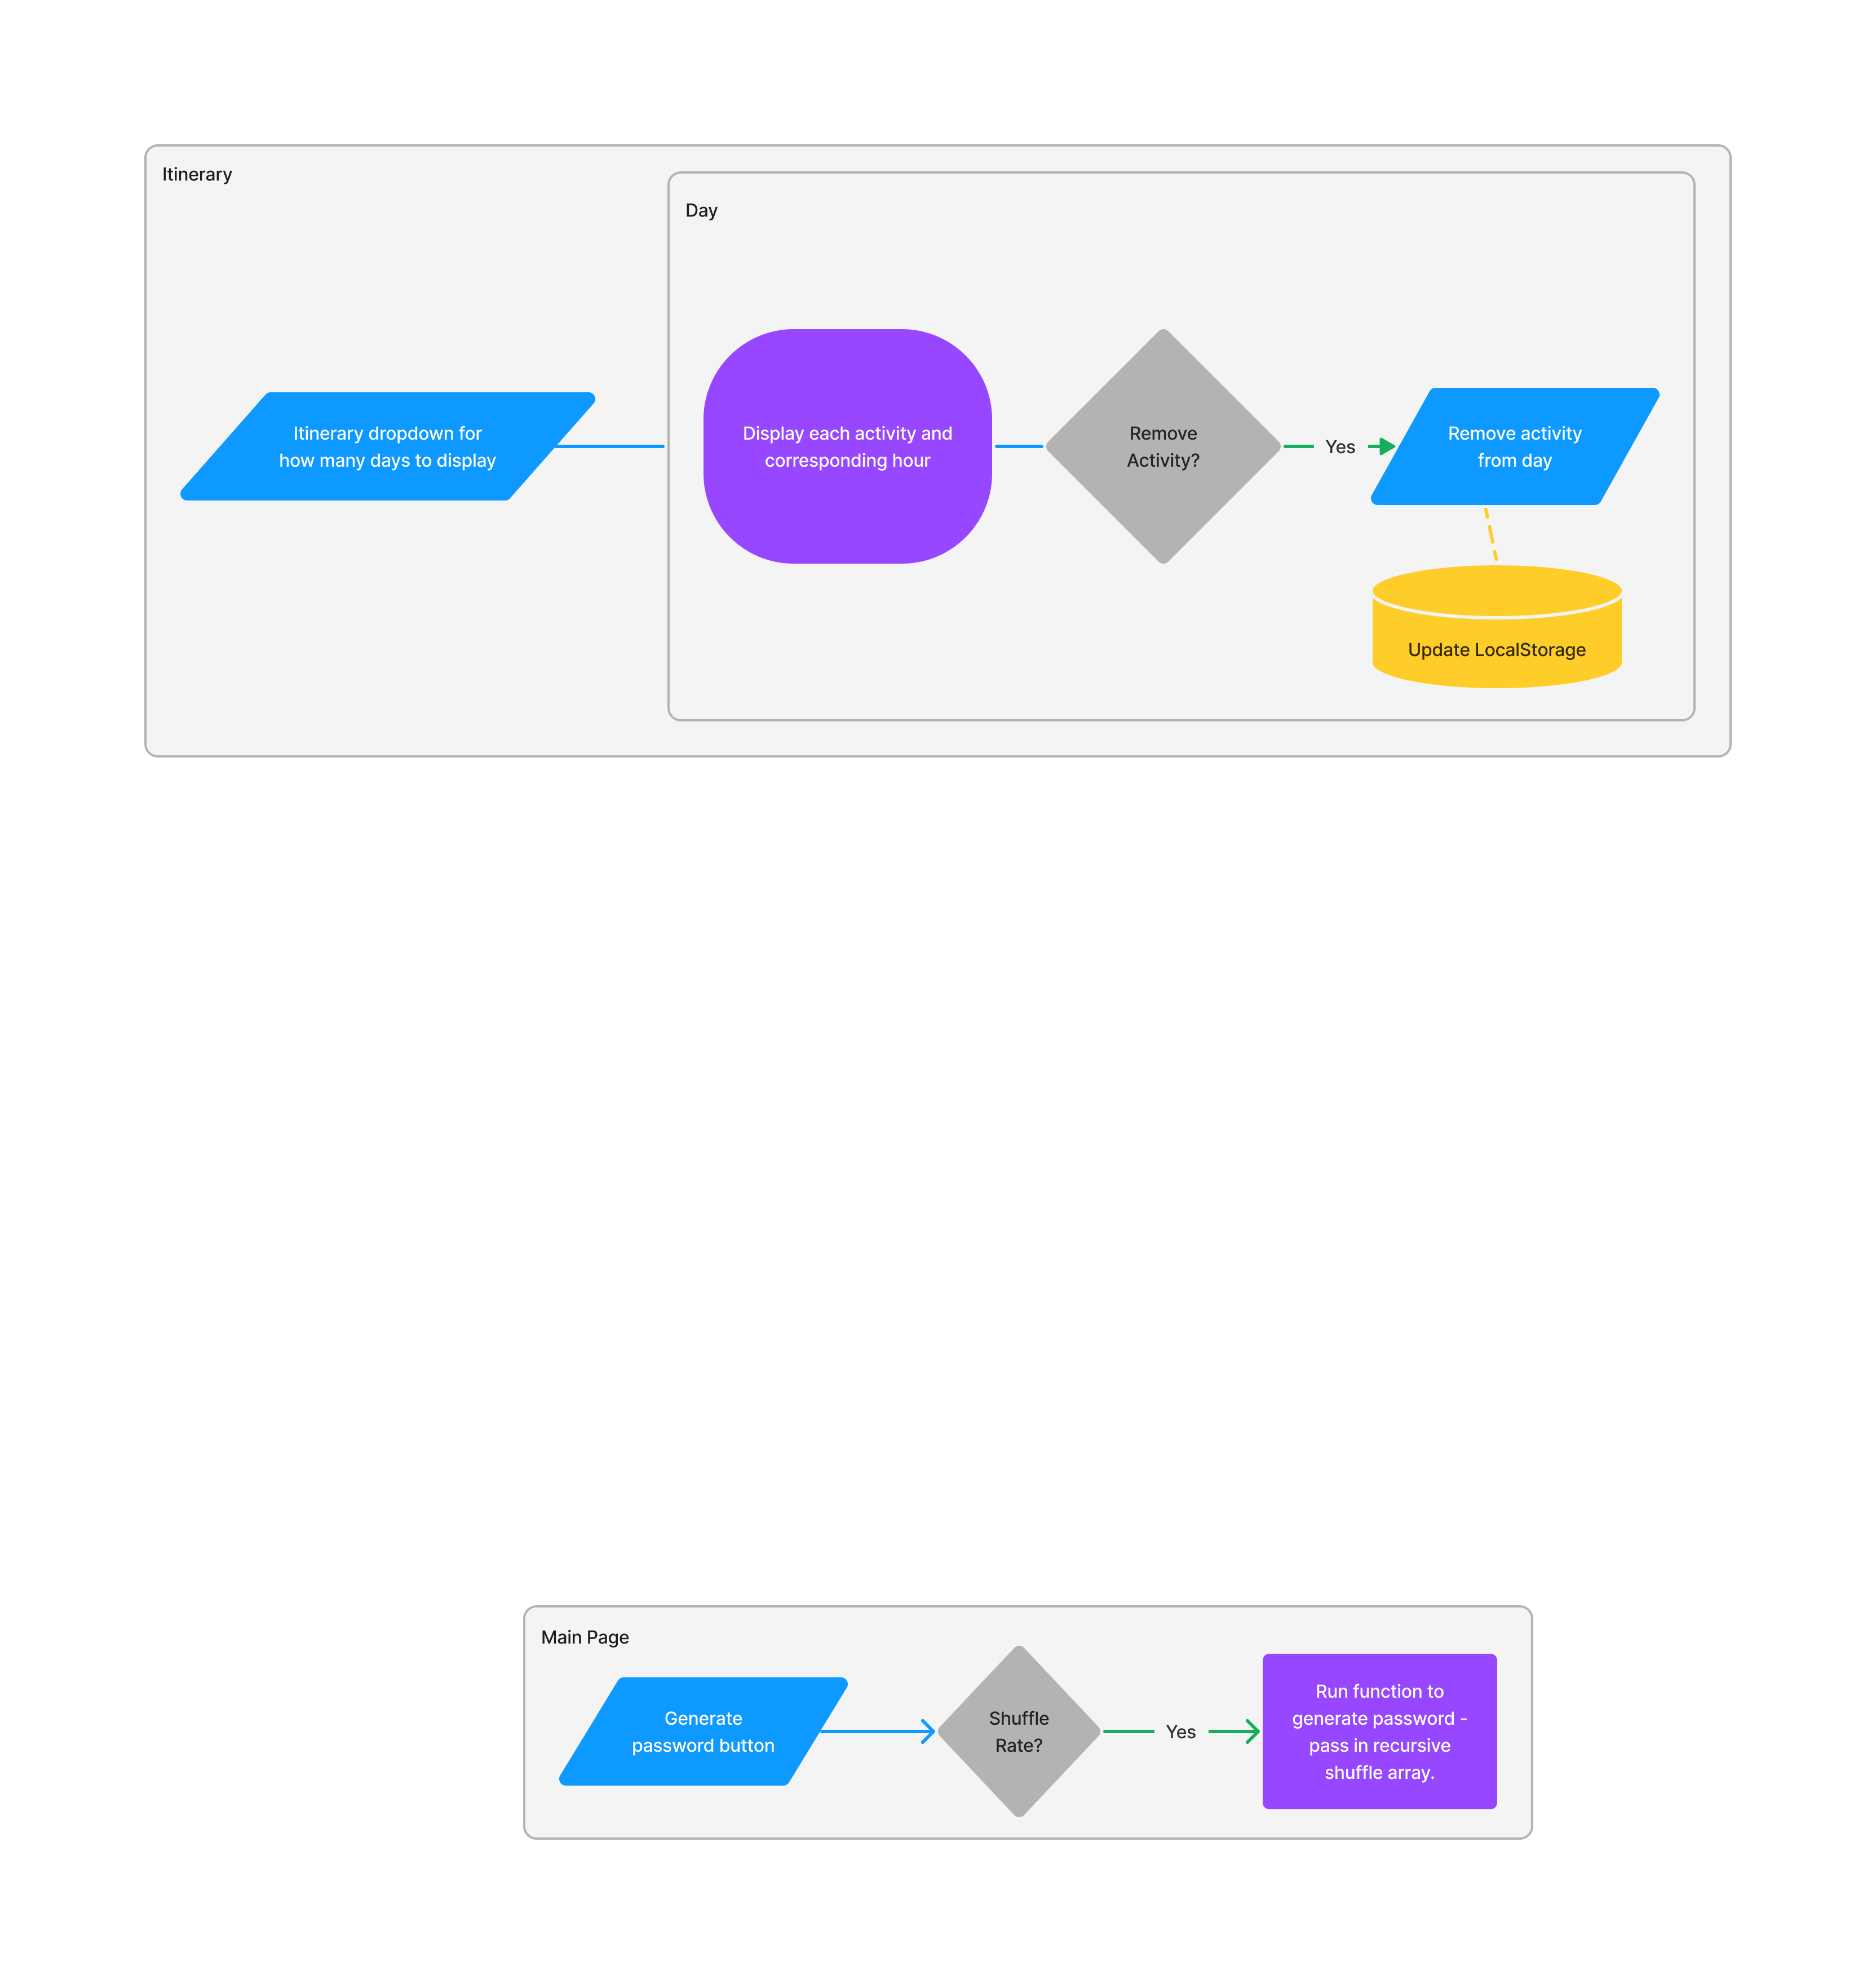 Itinerary
Day
Itinerary dropdown for
how many days to display
Display each activity and
corresponding hour
Remove
Activity?
Yes
Remove activity
from day
Update LocalStorage
Main Page
Generate
password button
Shuffle
Rate?
Yes
Run function to
generate password -
pass in recursive
shuffle array.